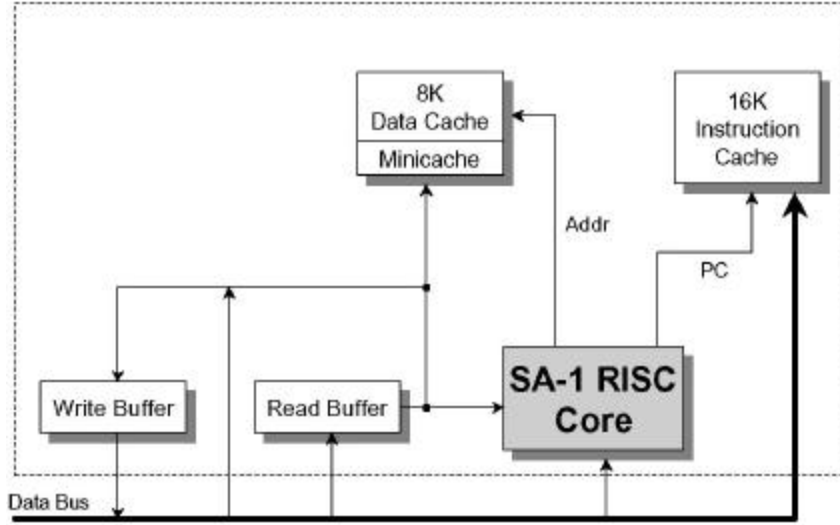 8K
Data Cache
Minicache
16K
Instruction
Cache
Addr
PC
Write Buffer
Read Buffer
SA-1 RISC
Core
Data Bus